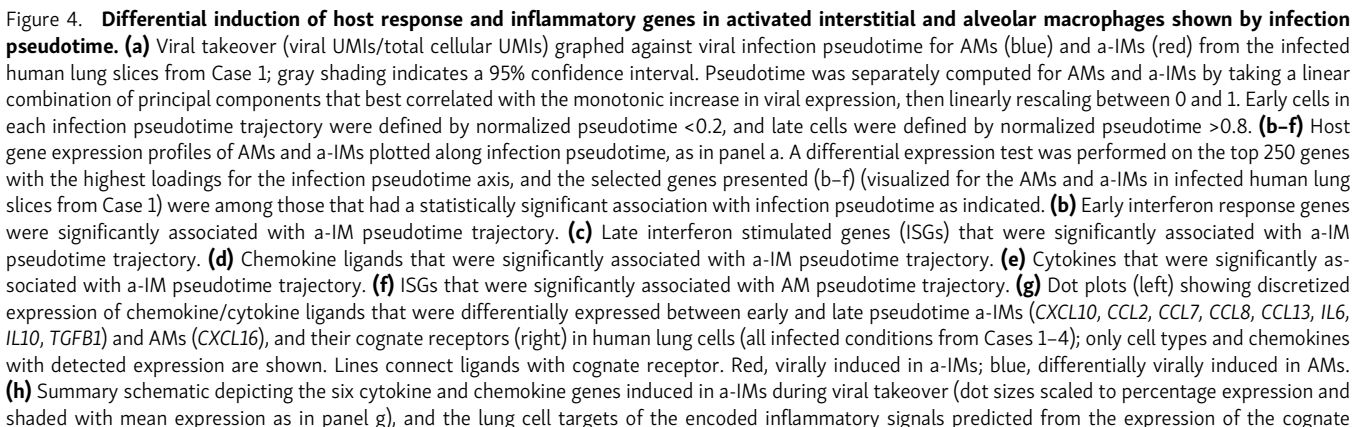 Figure 4. Differential induction of host response and inflammatory genes in activated interstitial and alveolar macrophages shown by infection
pseudotime. (a) Viral takeover (viral UMIs/total cellular UMIs) graphed against viral infection pseudotime for AMs (blue) and a-IMs (red) from the infected
human lung slices from Case 1; gray shading indicates a 95% confidence interval. Pseudotime was separately computed for AMs and a-IMs by taking a linear
combination of principal components that best correlated with the monotonic increase in viral expression, then linearly rescaling between 0 and 1. Early cells in
each infection pseudotime trajectory were defined by normalized pseudotime <0.2, and late cells were defined by normalized pseudotime >0.8. (b–f) Host
gene expression profiles of AMs and a-IMs plotted along infection pseudotime, as in panel a. A differential expression test was performed on the top 250 genes
with the highest loadings for the infection pseudotime axis, and the selected genes presented (b–f) (visualized for the AMs and a-IMs in infected human lung
slices from Case 1) were among those that had a statistically significant association with infection pseudotime as indicated. (b) Early interferon response genes
were significantly associated with a-IM pseudotime trajectory. (c) Late interferon stimulated genes (ISGs) that were significantly associated with a-IM
pseudotime trajectory. (d) Chemokine ligands that were significantly associated with a-IM pseudotime trajectory. (e) Cytokines that were significantly as-
sociated with a-IM pseudotime trajectory. (f) ISGs that were significantly associated with AM pseudotime trajectory. (g) Dot plots (left) showing discretized
expression of chemokine/cytokine ligands that were differentially expressed between early and late pseudotime a-IMs (CXCL10, CCL2, CCL7, CCL8, CCL13, IL6,
IL10, TGFB1) and AMs (CXCL16), and their cognate receptors (right) in human lung cells (all infected conditions from Cases 1–4); only cell types and chemokines
with detected expression are shown. Lines connect ligands with cognate receptor. Red, virally induced in a-IMs; blue, differentially virally induced in AMs.
(h) Summary schematic depicting the six cytokine and chemokine genes induced in a-IMs during viral takeover (dot sizes scaled to percentage expression and
shaded with mean expression as in panel g), and the lung cell targets of the encoded inflammatory signals predicted from the expression of the cognate